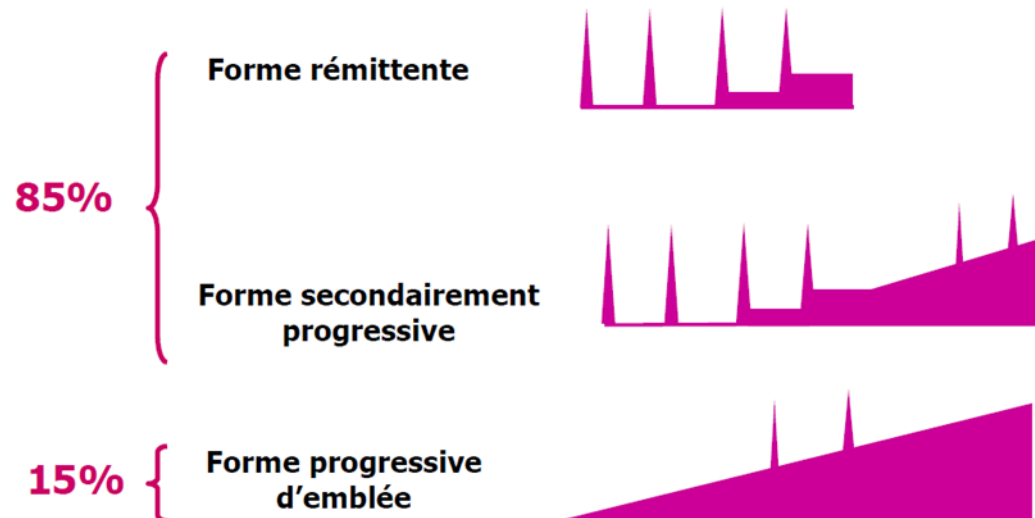 Forme rémittente
85%
Forme secondairement
progressive
15%
Forme progressive
d’emblée